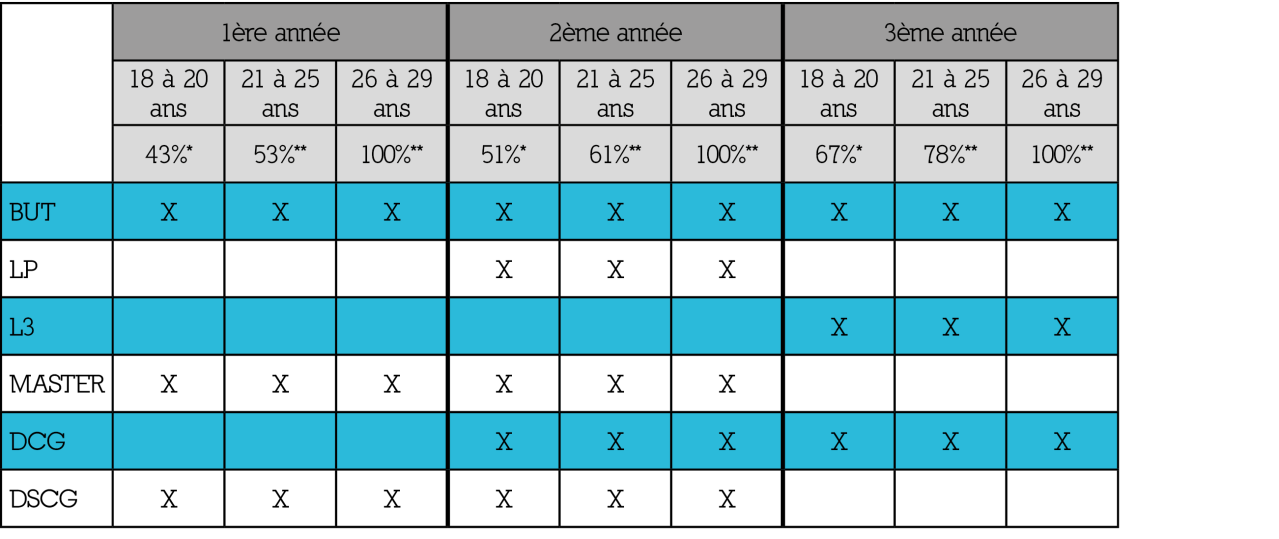 1ère année 2ème année 3ème année
18 à 20 ans 21 à 25 ans 26 à 29 ans 18 à 20 ans 21 à 25 ans 26 à 29 ans 18 à 20 ans 21 à 25 ans 26 à 29 ans
43%* 53%** 100%** 51%* 61%** 100%** 67%* 78%** 100%**
BUT X X X X X X X X X
LP X X X
L3 X X X
MASTER X X X X X X
DCG X X X X X X
DSCG X X X X X X